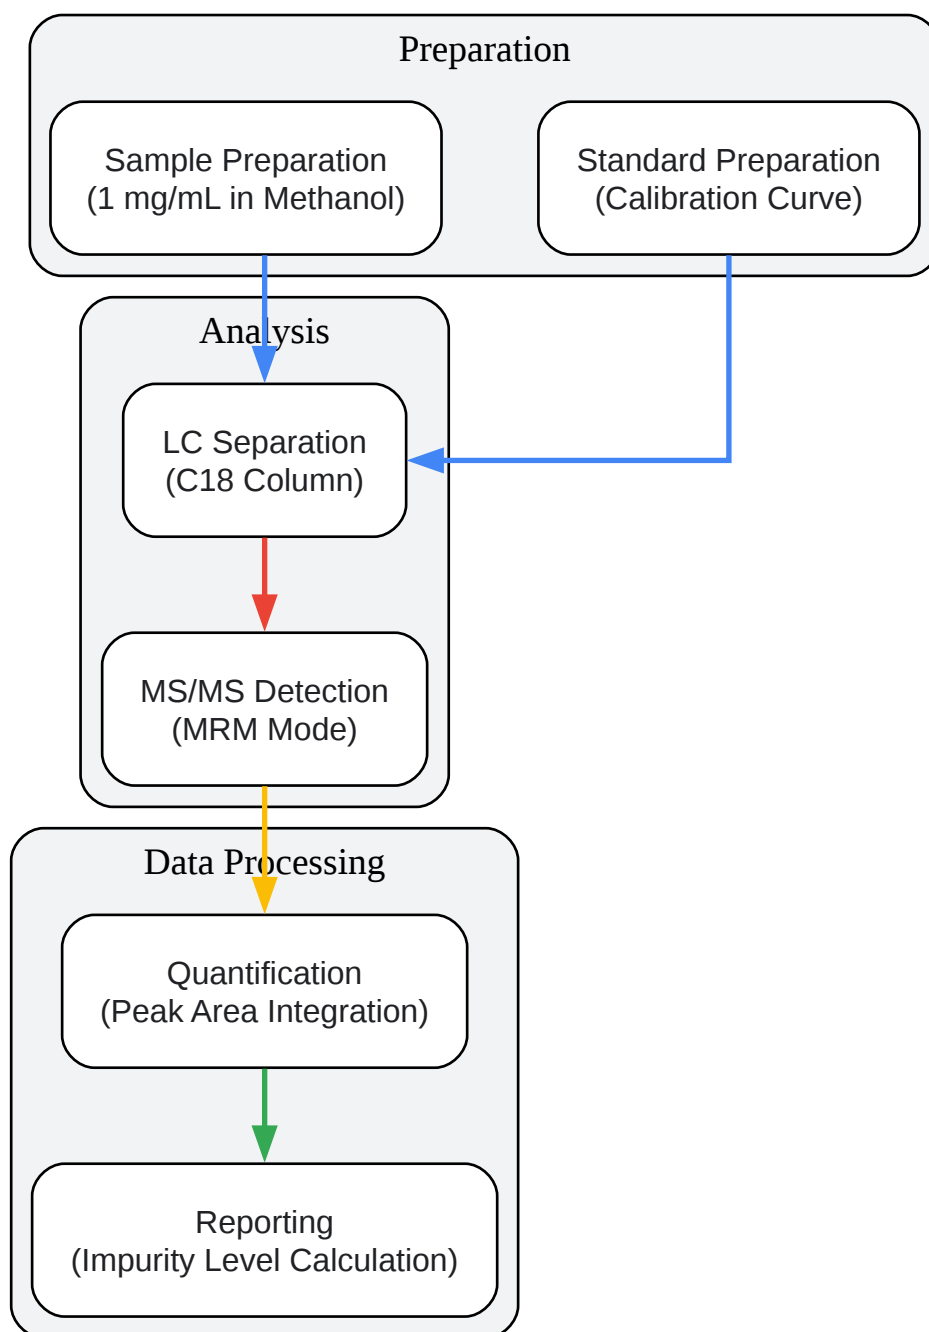 Preparation
Sample Preparation
(1 mg/mL in Methanol)
Standard Preparation
(Calibration Curve)
Analysis
LC Separation
(C18 Column)
MS/MS Detection
(MRM Mode)
Data Processing
Quantification
(Peak Area Integration)
Reporting
(Impurity Level Calculation)